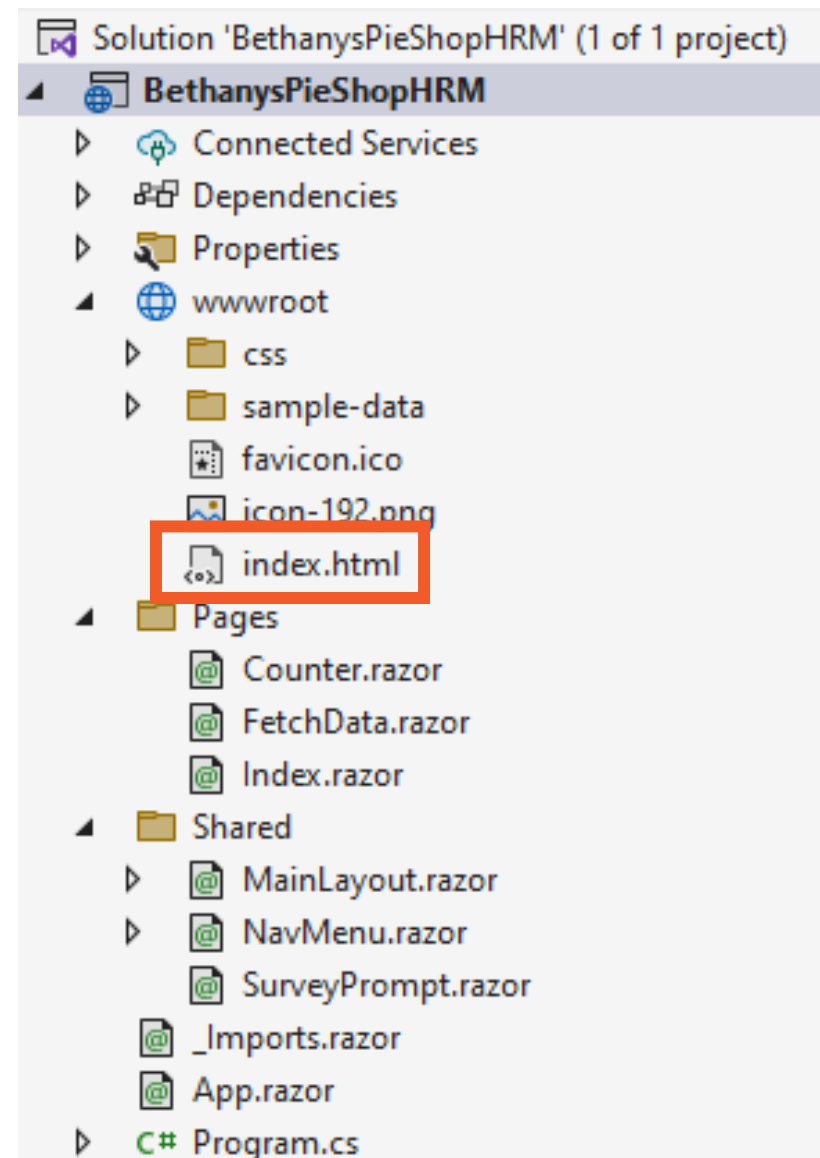 Solution 'BethanysPieShopHRM' (1 of 1 project)
BethanysPieShopHRM
Connected Services
Dependencies
Properties
wwwroot
css
sample-data
favicon.ico
icon-192.png
index.html
Pages
Counter.razor
FetchData.razor
Index.razor
Shared
MainLayout.razor
NavMenu.razor
SurveyPrompt.razor
_Imports.razor
App.razor
C# Program.cs